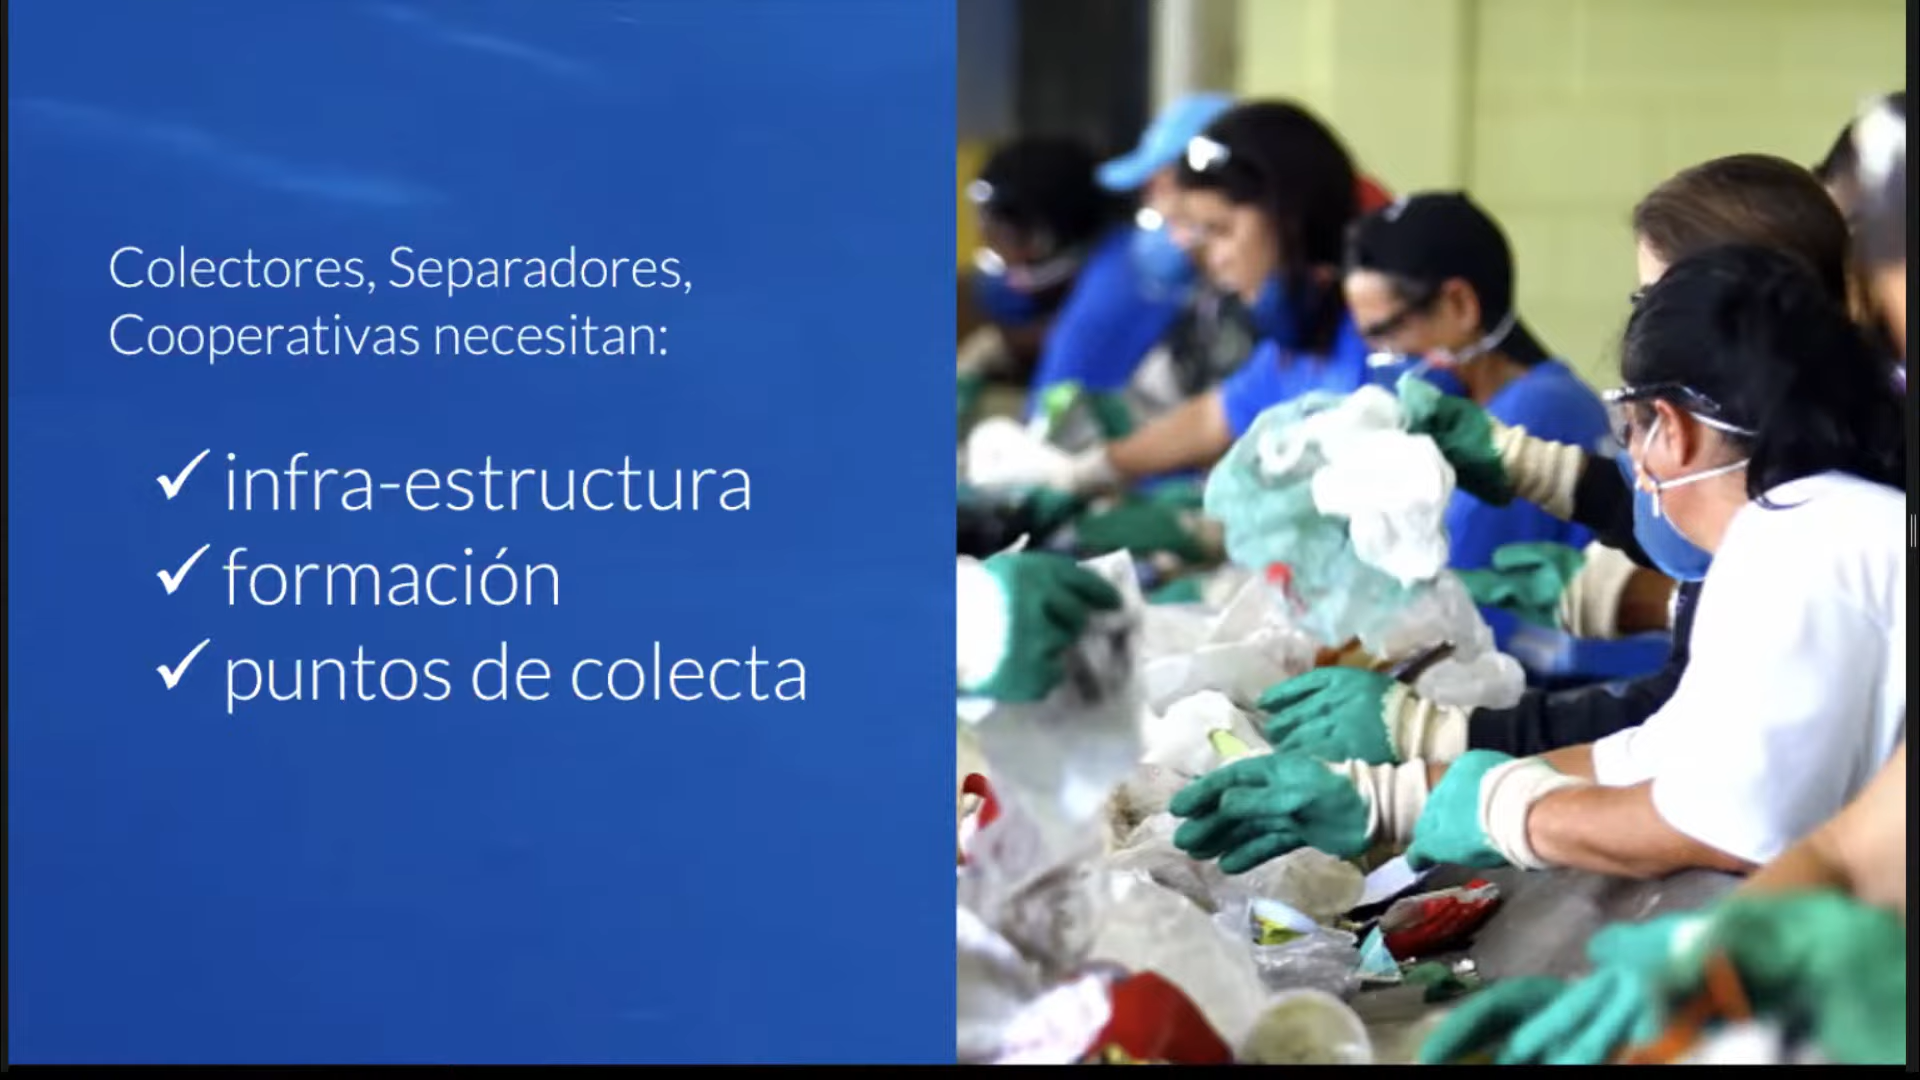 Colectores, Separadores,
Cooperativas necesitan:
✓ infra-estructura
✓ formación
✓ puntos de colecta